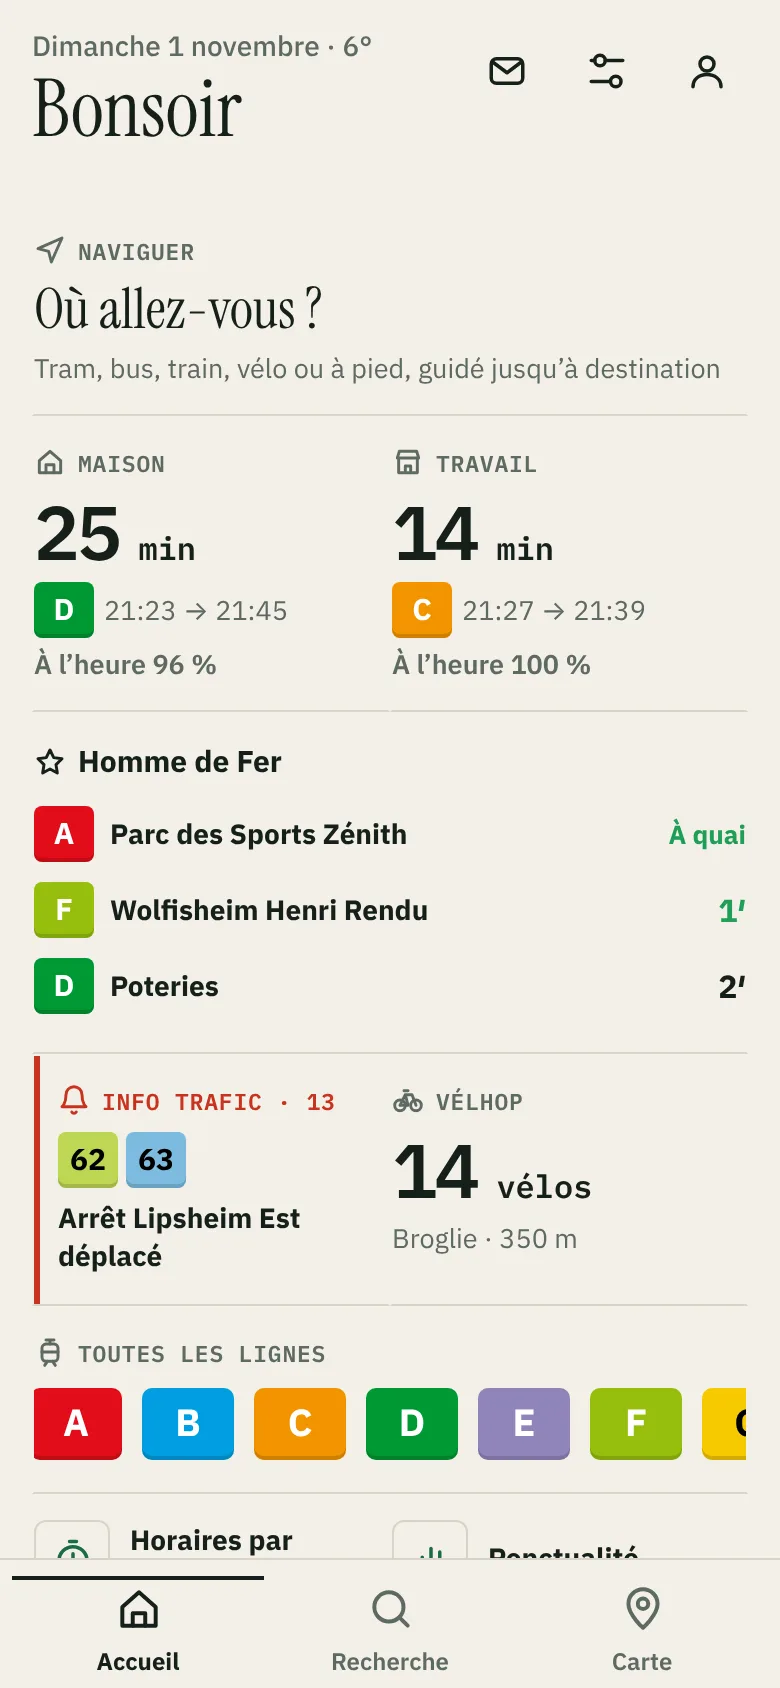 Dimanche 1 novembre · 6°
Bonsoir
NAVIGUER
Où allez-vous ?
Tram, bus, train, vélo ou à pied, guidé jusqu’à destination
MAISON
25 min
D 21:23 → 21:45
À l’heure 96 %
TRAVAIL
14 min
C 21:27 → 21:39
À l’heure 100 %
Homme de Fer
A Parc des Sports Zénith À quai
F Wolfisheim Henri Rendu 1′
D Poteries 2′
INFO TRAFIC · 13
62 63
Arrêt Lipsheim Est
déplacé
VÉLHOP
14 vélos
Broglie · 350 m
TOUTES LES LIGNES
A B C D E F
Horaires par
Ponctualité
Accueil Recherche Carte